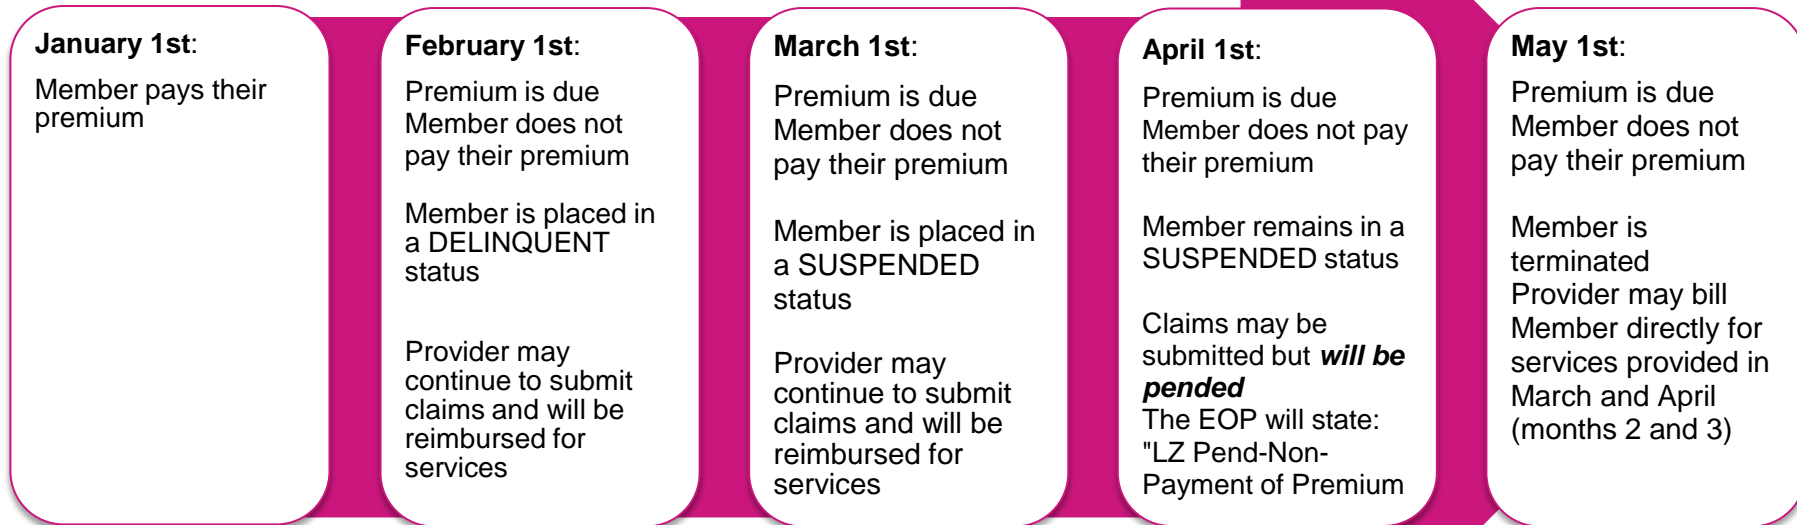 January 1st:
Member pays their
premium
February 1st:
Premium is due
Member does not
pay their premium
Member is placed in
a DELINQUENT
status
Provider may
continue to submit
claims and will be
reimbursed for
services
March 1st:
Premium is due
Member does not
pay their premium
Member is placed in
a SUSPENDED
status
Provider may
continue to submit
claims and will be
reimbursed for
services
April 1st:
Premium is due
Member does not pay
their premium
Member remains in a
SUSPENDED status
Claims may be
submitted but will be
pended
The EOP will state:
"LZ Pend-Non-
Payment of Premium
May 1st:
Premium is due
Member does not
pay their premium
Member is
terminated
Provider may bill
Member directly for
services provided in
March and April
(months 2 and 3)